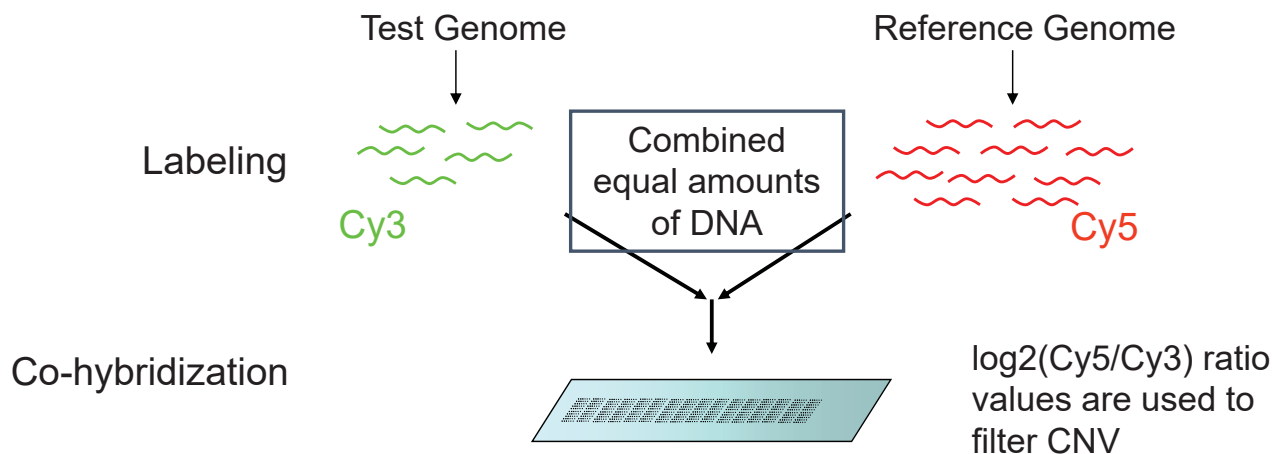 Test Genome
Reference Genome
Labeling
Combined
equal amounts
of DNA
Cy3
Cy5
Co-hybridization
log2(Cy5/Cy3) ratio
values are used to
filter CNV